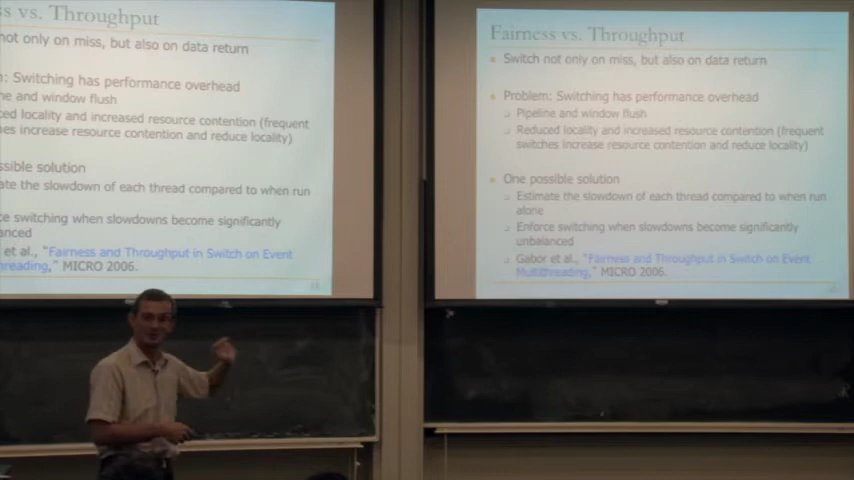 s vs. Throughput
not only on miss, but also on data return
: Switching has performance overhead
ne and window flush
ced locality and increased resource contention (frequent
hes increase resource contention and reduce locality)
ssible solution
ate the slowdown of each thread compared to when run
ce switching when slowdowns become significantly
anced
et al., "Fairness and Throughput in Switch on Event
hreading," MICRO 2006.
Fairness vs. Throughput
Switch not only on miss, but also on data return
Problem: Switching has performance overhead
Pipeline and window flush
Reduced locality and increased resource contention (frequent
switches increase resource contention and reduce locality)
One possible solution
Estimate the slowdown of each thread compared to when run
alone
Enforce switching when slowdowns become significantly
unbalanced
Gabor et al., "Fairness and Throughput in Switch on Event
Multithreading," MICRO 2006.